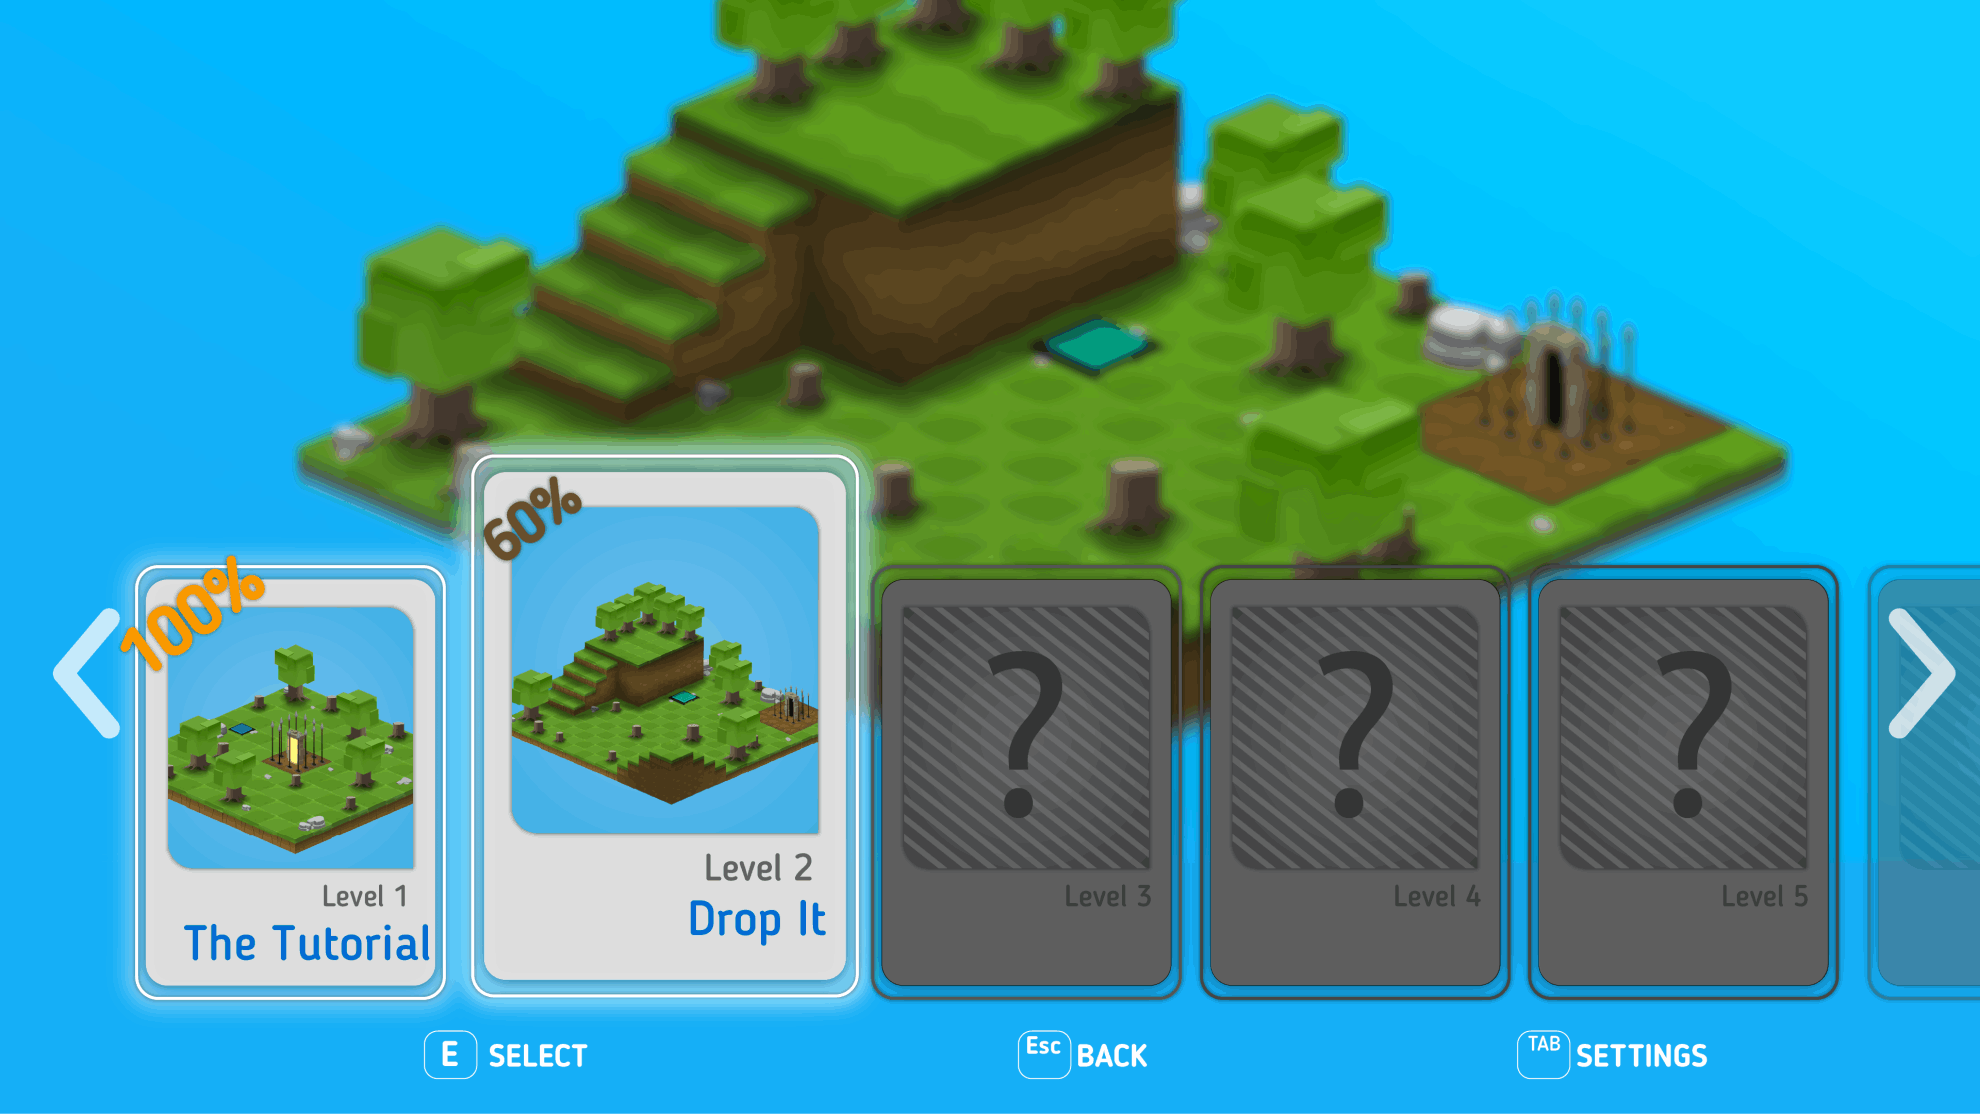 100%
Level 1
The Tutorial
60%
Level 2
Drop It
?
Level 3
?
Level 4
?
Level 5
E SELECT
Esc BACK
TAB SETTINGS